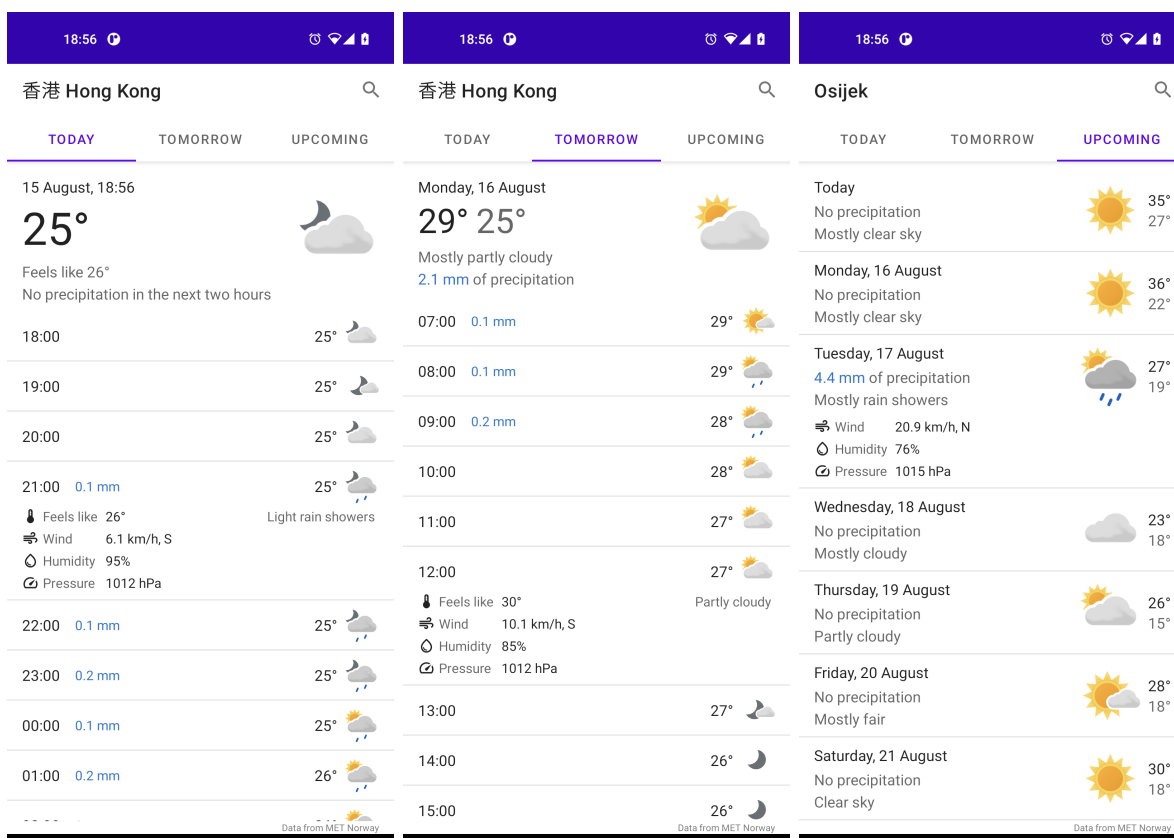 18:56
香港 Hong Kong
TODAY TOMORROW UPCOMING
15 August, 18:56
25°
Feels like 26°
No precipitation in the next two hours
18:00 25°
19:00 25°
20:00 25°
21:00 0.1 mm 25°
Feels like 26° Light rain showers
Wind 6.1 km/h, S
Humidity 95%
Pressure 1012 hPa
22:00 0.1 mm 25°
23:00 0.2 mm 25°
00:00 0.1 mm 25°
01:00 0.2 mm 26°
Data from MET Norway
18:56
香港 Hong Kong
TODAY TOMORROW UPCOMING
Monday, 16 August
29° 25°
Mostly partly cloudy
2.1 mm of precipitation
07:00 0.1 mm 29°
08:00 0.1 mm 29°
09:00 0.2 mm 28°
10:00 28°
11:00 27°
12:00 27°
Feels like 30° Partly cloudy
Wind 10.1 km/h, S
Humidity 85%
Pressure 1012 hPa
13:00 27°
14:00 26°
15:00 26°
Data from MET Norway
18:56
Osijek
TODAY TOMORROW UPCOMING
Today
35°
No precipitation
27°
Mostly clear sky
Monday, 16 August
36°
No precipitation
22°
Mostly clear sky
Tuesday, 17 August
27°
4.4 mm of precipitation
19°
Mostly rain showers
Wind 20.9 km/h, N
Humidity 76%
Pressure 1015 hPa
Wednesday, 18 August
23°
No precipitation
18°
Mostly cloudy
Thursday, 19 August
26°
No precipitation
15°
Partly cloudy
Friday, 20 August
28°
No precipitation
18°
Mostly fair
Saturday, 21 August
30°
No precipitation
18°
Clear sky
Data from MET Norway